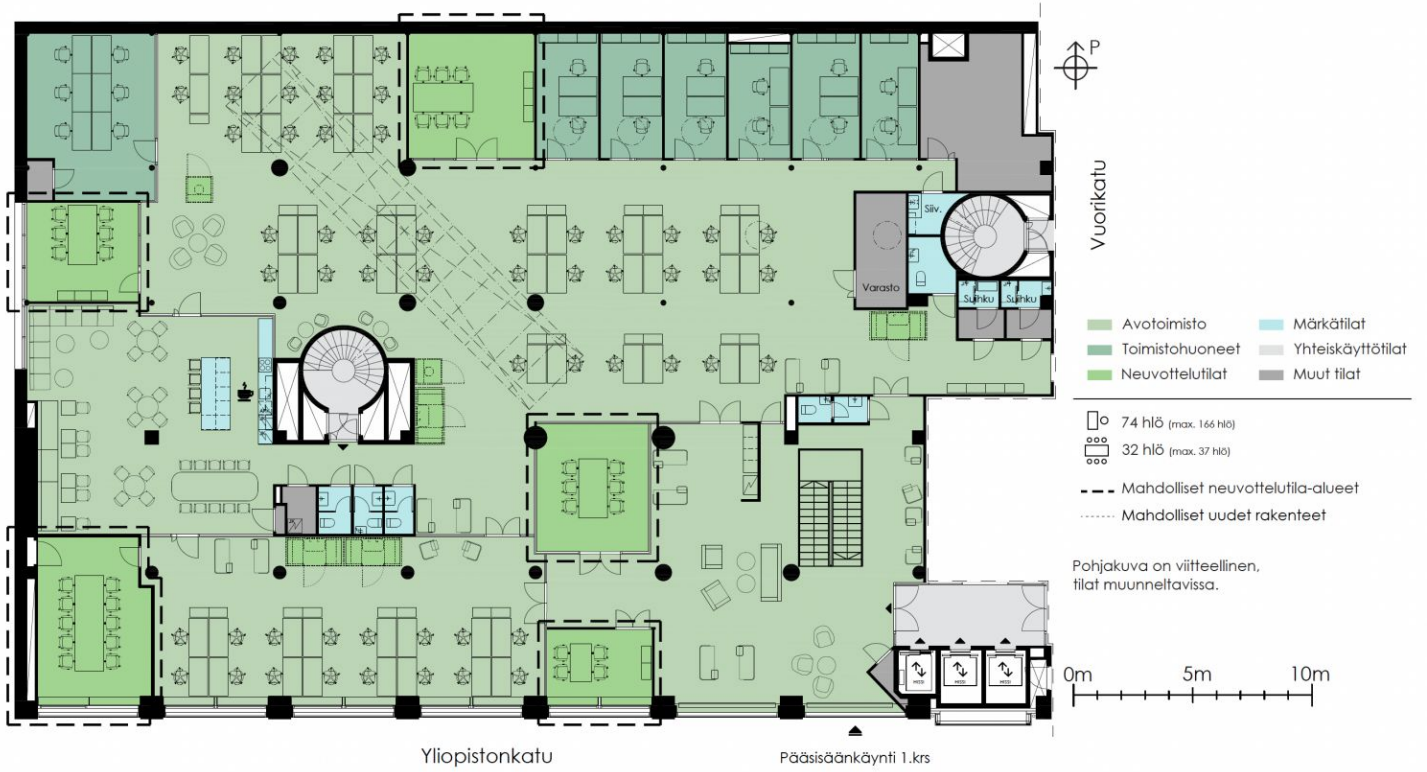 P
Vuorikatu
Siiv.
Varasto
Suihku
Suihku
Avotoimisto
Märkätilat
Toimistohuoneet
Yhteiskäyttötilat
Neuvottelutilat
Muut tilat
74 hlö (max. 166 hlö)
32 hlö (max. 37 hlö)
Mahdolliset neuvottelutila-alueet
Mahdolliset uudet rakenteet
Pohjakuva on viitteellinen,
tilat muunneltavissa.
0m 5m 10m
Yliopistonkatu
Pääsisäänkäynti 1.krs